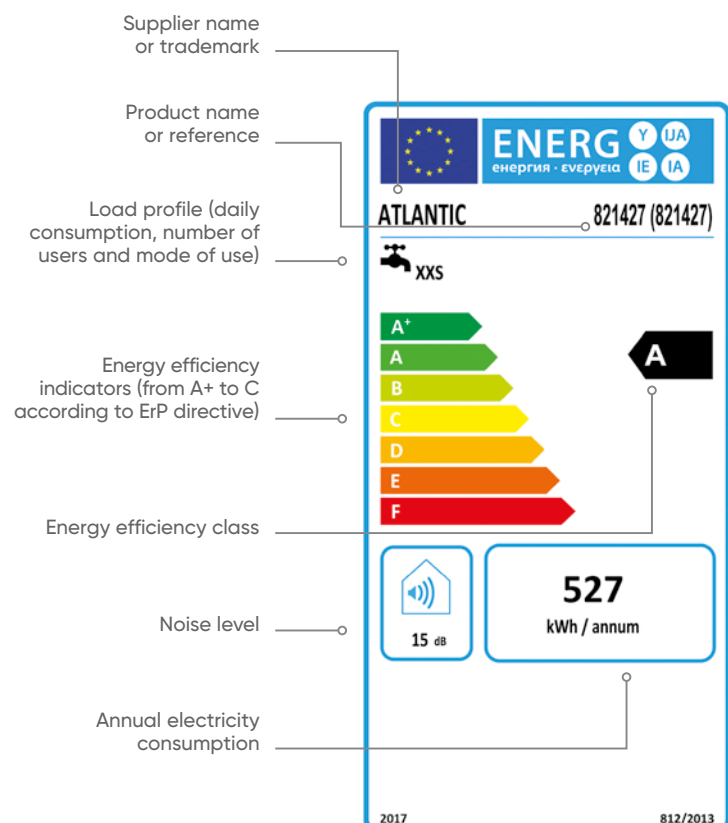 Supplier name
or trademark
Product name
or reference
Load profile (daily
consumption, number of
users and mode of use)
Energy efficiency
indicators (from A+ to C
according to ErP directive)
Energy efficiency class
Noise level
Annual electricity
consumption
ENERG
енергия · ενεργεια
Y IJA
IE IA
ATLANTIC 821427 (821427)
XXS
A+
A
B
C
D
E
F
A
15 dB
527
kWh / annum
2017 812/2013